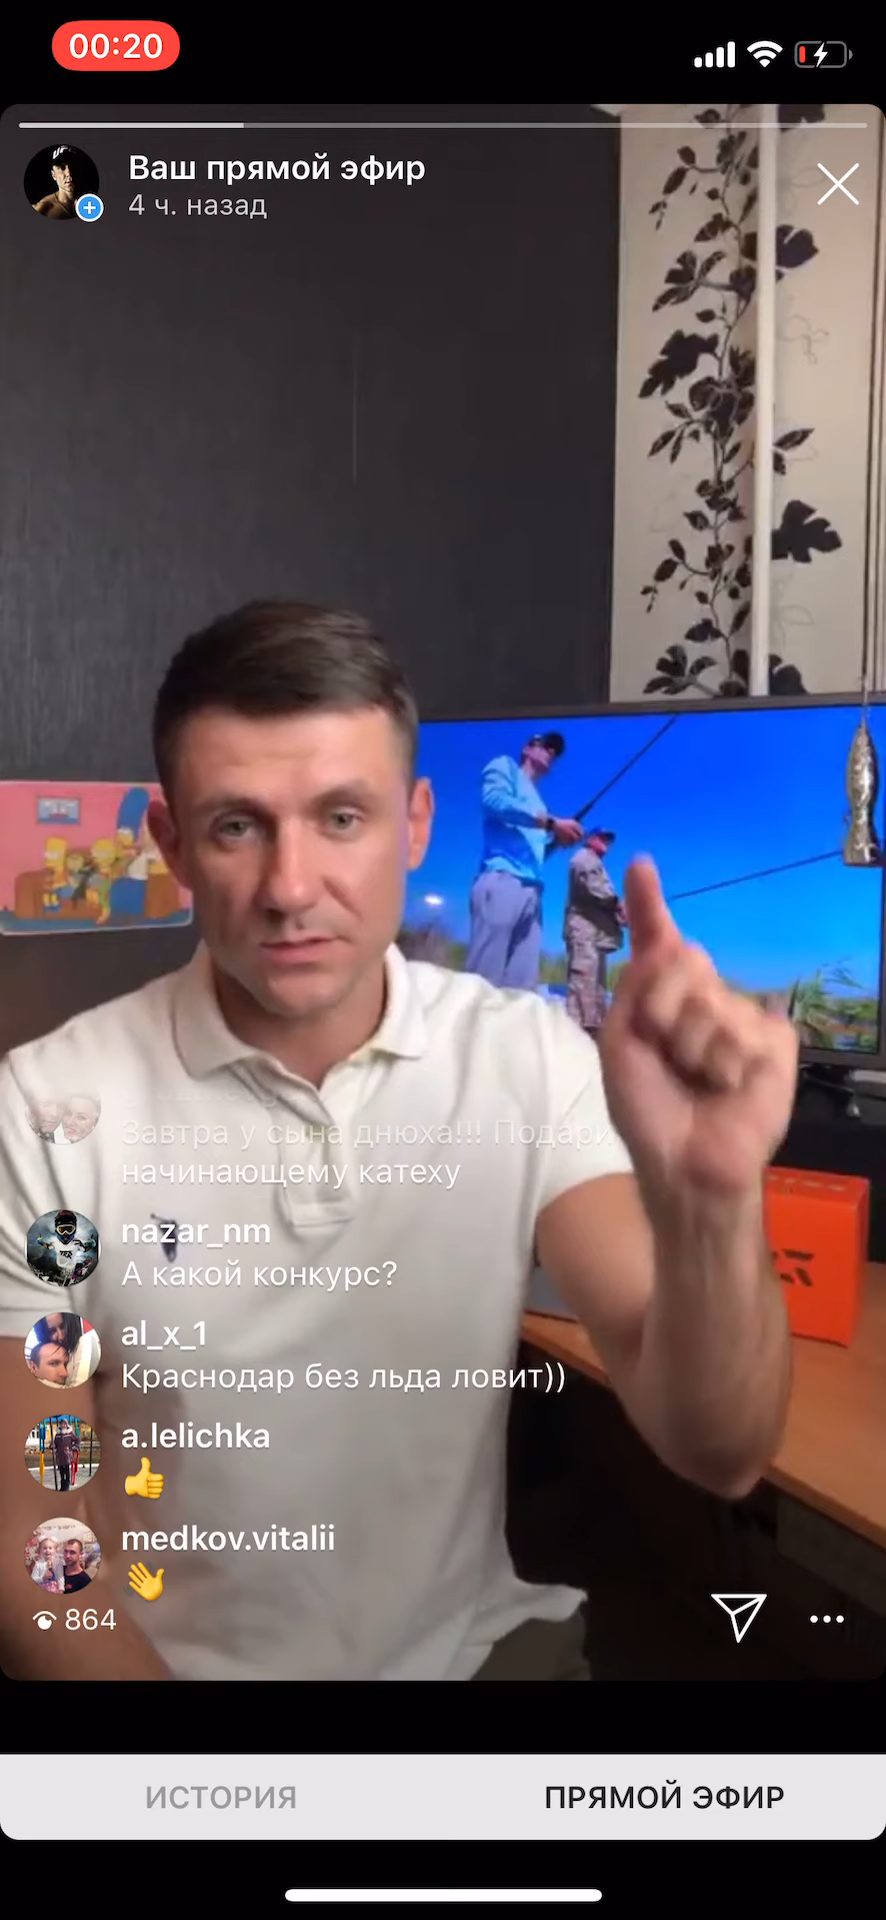 00:20
Ваш прямой эфир
4 ч. назад
Завтра у сына днюха!!! Подари
начинающему катеху
nazar_nm
А какой конкурс?
al_x_1
Краснодар без льда ловит))
a.lelichka
👍
medkov.vitalii
👋
864
ИСТОРИЯ
ПРЯМОЙ ЭФИР